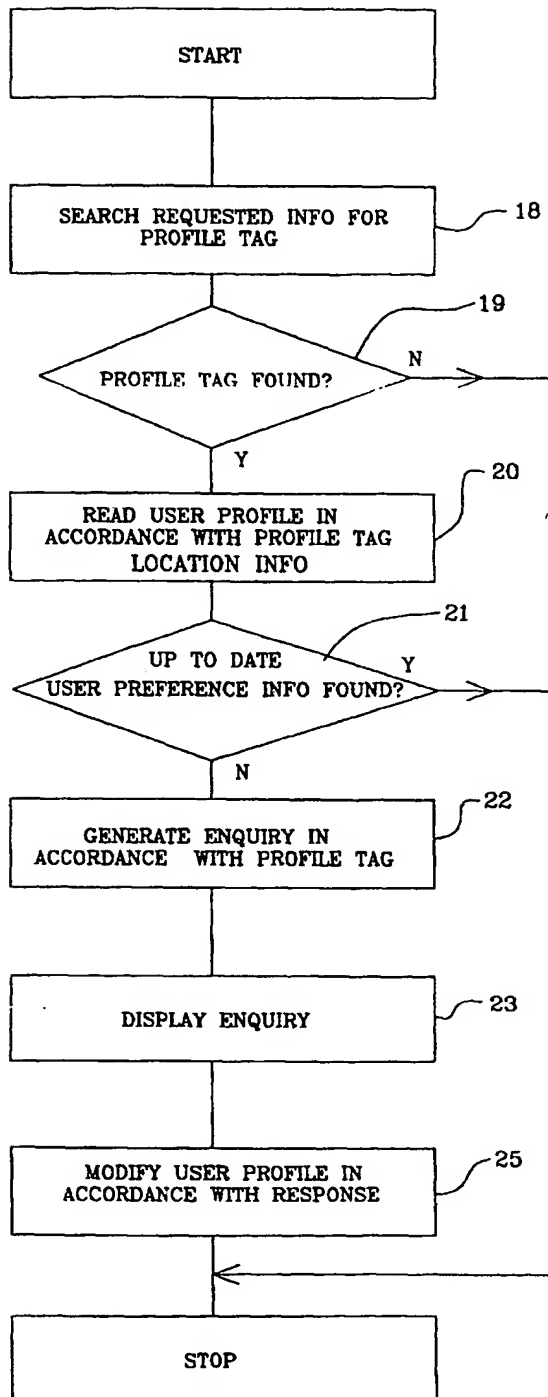 START
SEARCH REQUESTED INFO FOR
PROFILE TAG
18
19
PROFILE TAG FOUND?
N
Y
20
READ USER PROFILE IN
ACCORDANCE WITH PROFILE TAG
LOCATION INFO
21
UP TO DATE
USER PREFERENCE INFO FOUND?
Y
N
22
GENERATE ENQUIRY IN
ACCORDANCE WITH PROFILE TAG
23
DISPLAY ENQUIRY
25
MODIFY USER PROFILE IN
ACCORDANCE WITH RESPONSE
STOP